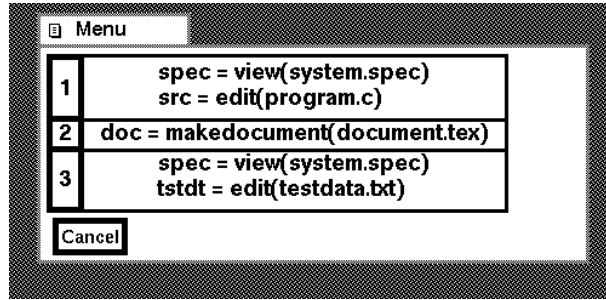 Menu
1
spec = view(system.spec)
src = edit(program.c)
2
doc = makedocument(document.tex)
3
spec = view(system.spec)
tstdt = edit(testdata.txt)
Cancel